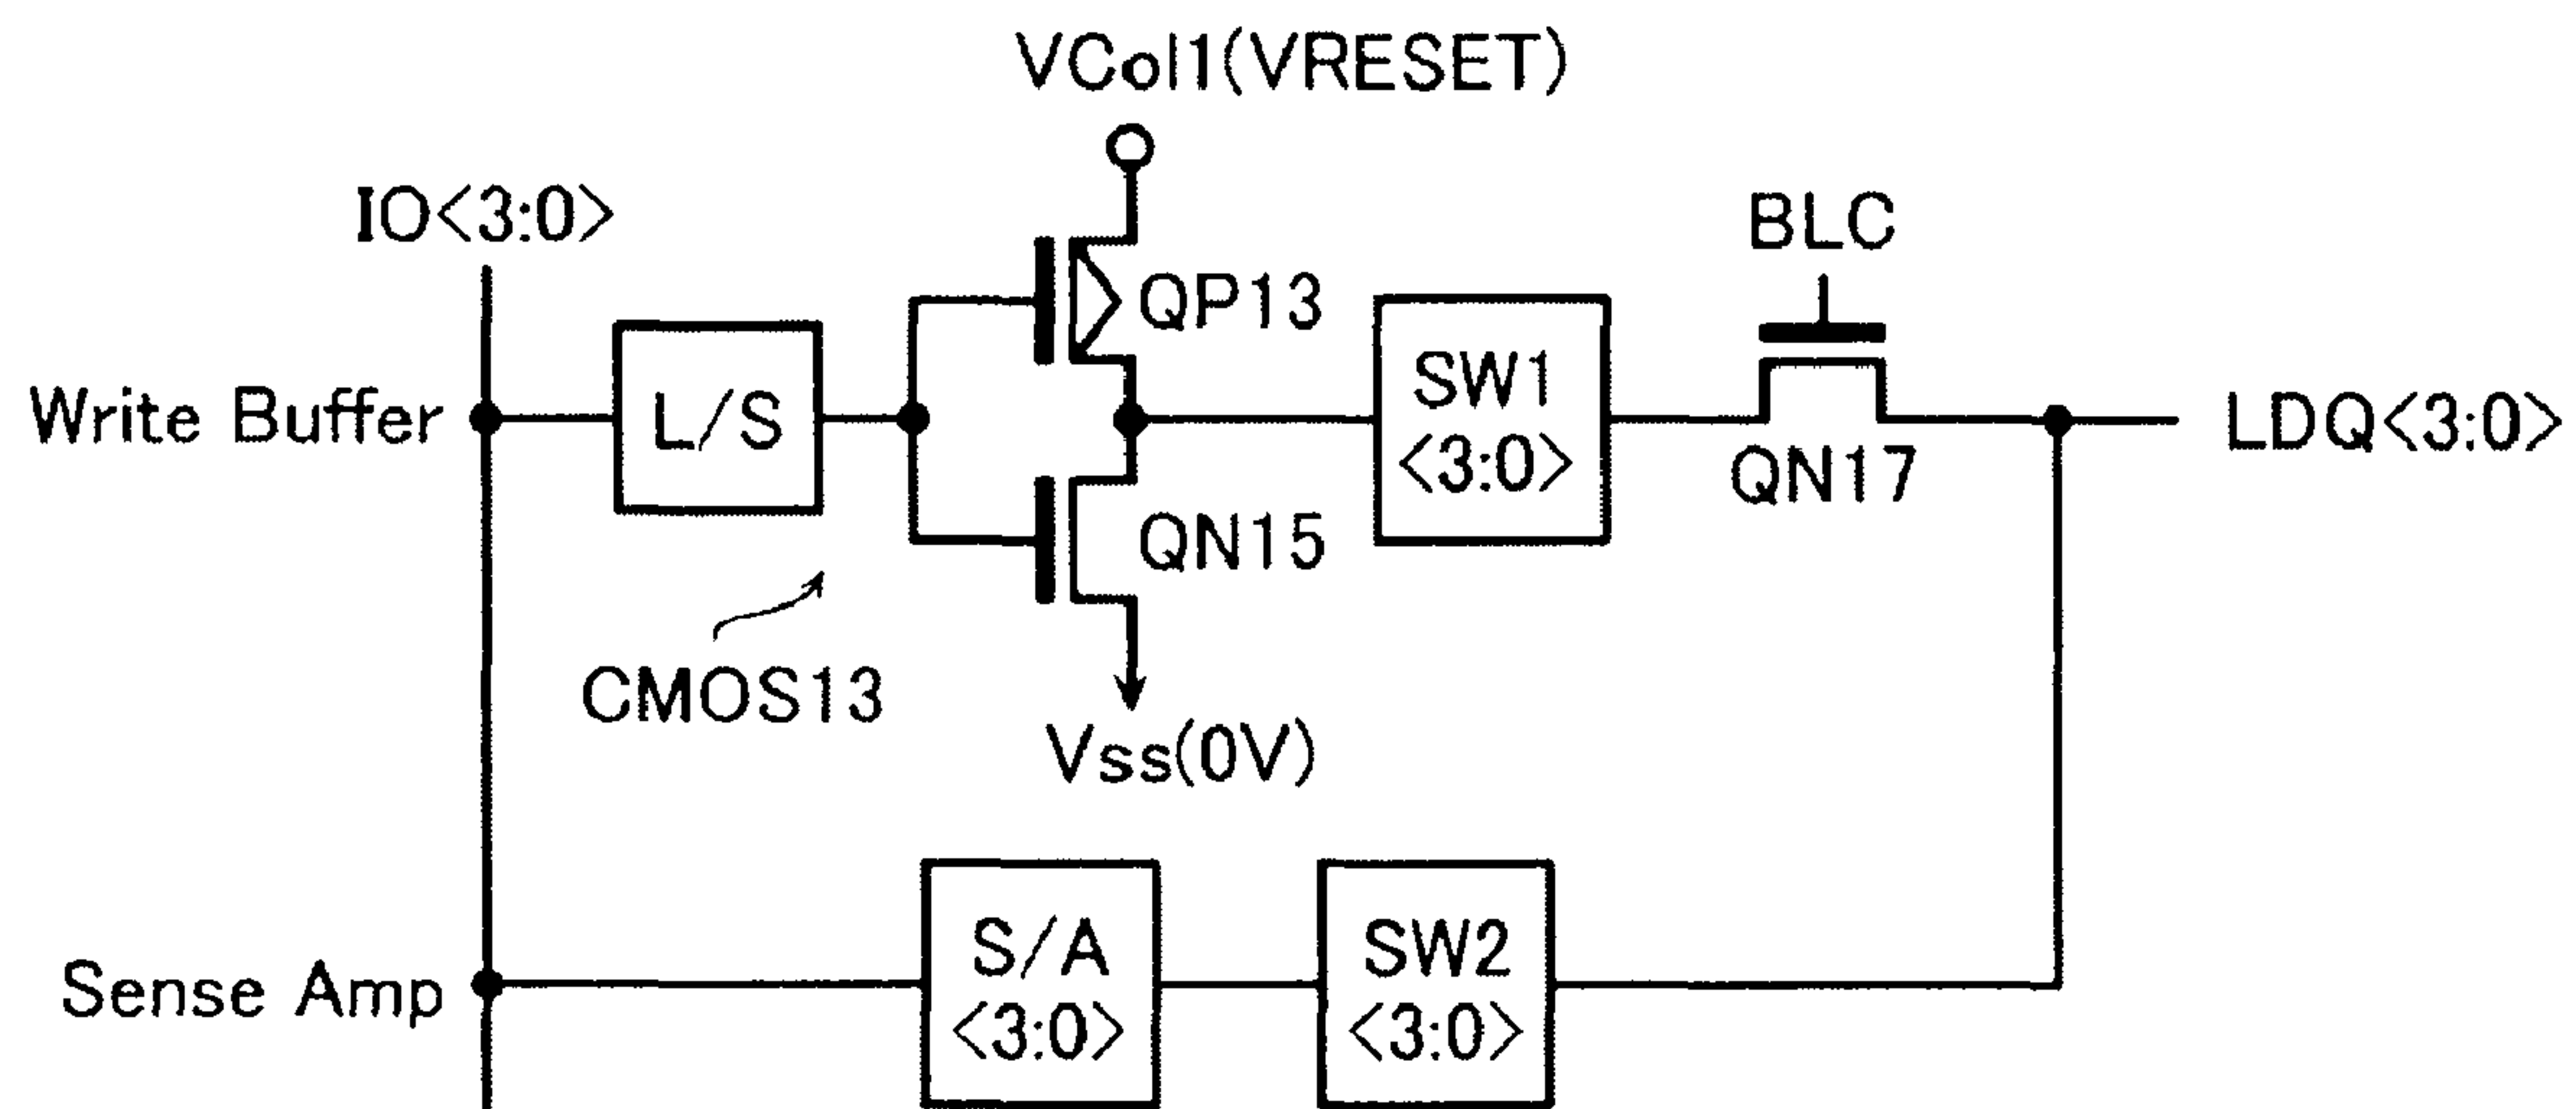 VCol1(VRESET)
IO<3:0>
BLC
QP13
Write Buffer
L/S
SW1
<3:0>
LDQ<3:0>
QN17
QN15
CMOS13
Vss(0V)
Sense Amp
S/A
<3:0>
SW2
<3:0>